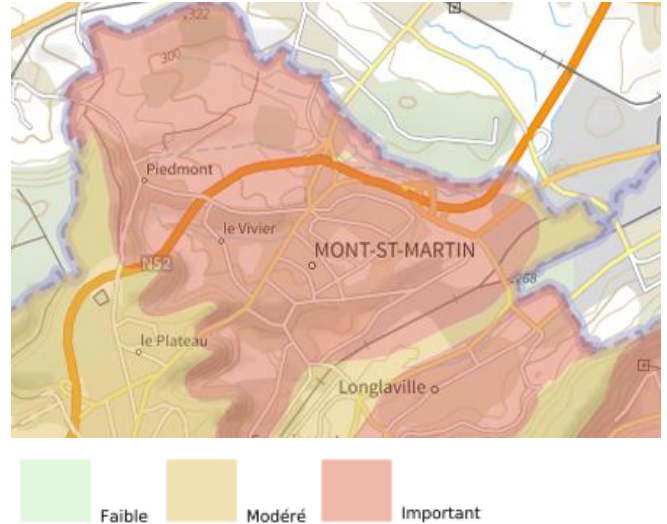 322
300
Piedmont
le Vivier
MONT-ST-MARTIN
N52
268
le Plateau
Longlaville
Faible Modéré Important